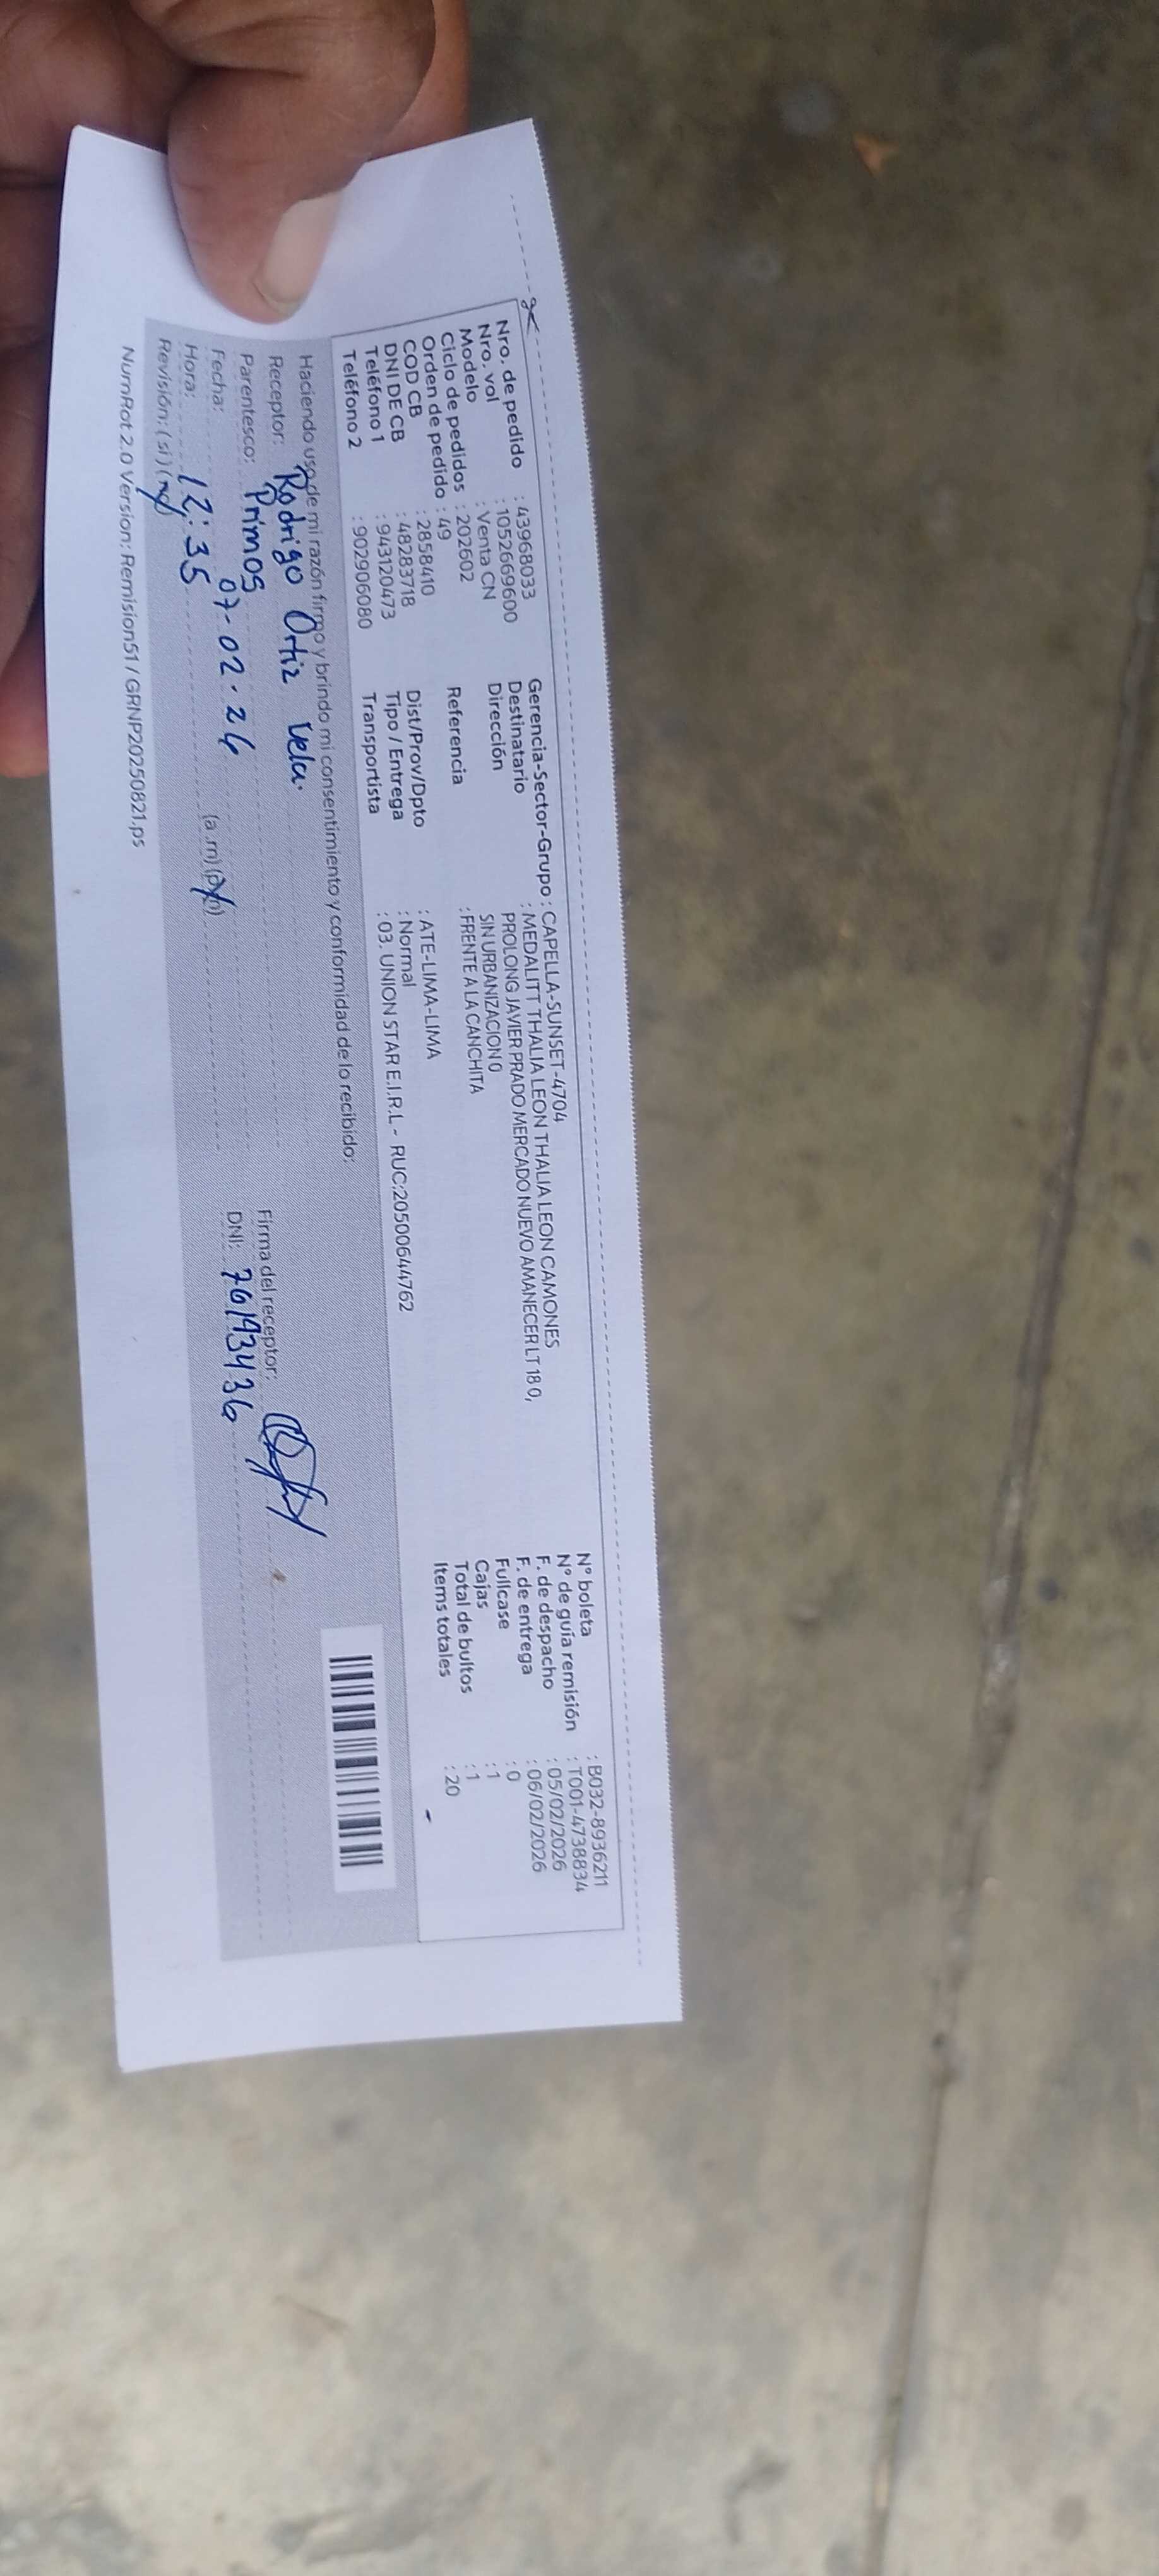 Nro. de pedido : 43968033
Nro. vol : 1052669600
Modelo : Venta CN
Ciclo de pedidos : 202602
Orden de pedido : 49
COD CB : 2858410
DNI DE CB : 48283718
Teléfono 1 : 943120473
Teléfono 2 : 902906080
Gerencia-Sector-Grupo : CAPELLA-SUNSET-4704
Destinatario : MEDALITT THALIA LEON THALIA LEON CAMONES
Dirección PROLONG JAVIER PRADO MERCADO NUEVO AMANECER LT 18 0,
SIN URBANIZACION 0
Referencia : FRENTE A LA CANCHITA
Dist/Prov/Dpto : ATE-LIMA-LIMA
Tipo / Entrega : Normal
Transportista : 03. UNION STAR E.I.R.L - RUC:20500644762
N° boleta : B032-8936211
N° de guía remisión : T001-4738834
F. de despacho : 05/02/2026
F. de entrega : 06/02/2026
Fullcase : 0
Cajas : 1
Total de bultos : 1
Items totales : 20
Haciendo uso de mi razón firmo y brindo mi consentimiento y conformidad de lo recibido:
Receptor: Rodrigo Ortiz Vela.
Parentesco: Primos
Fecha: 07-02-26
Hora: 12:35 (a.m) (p.m)
Revisión: (si) (no)
Firma del receptor:
DNI: 76193436
NumRot 2.0 Version: Remision51 / GRNP20250821.ps